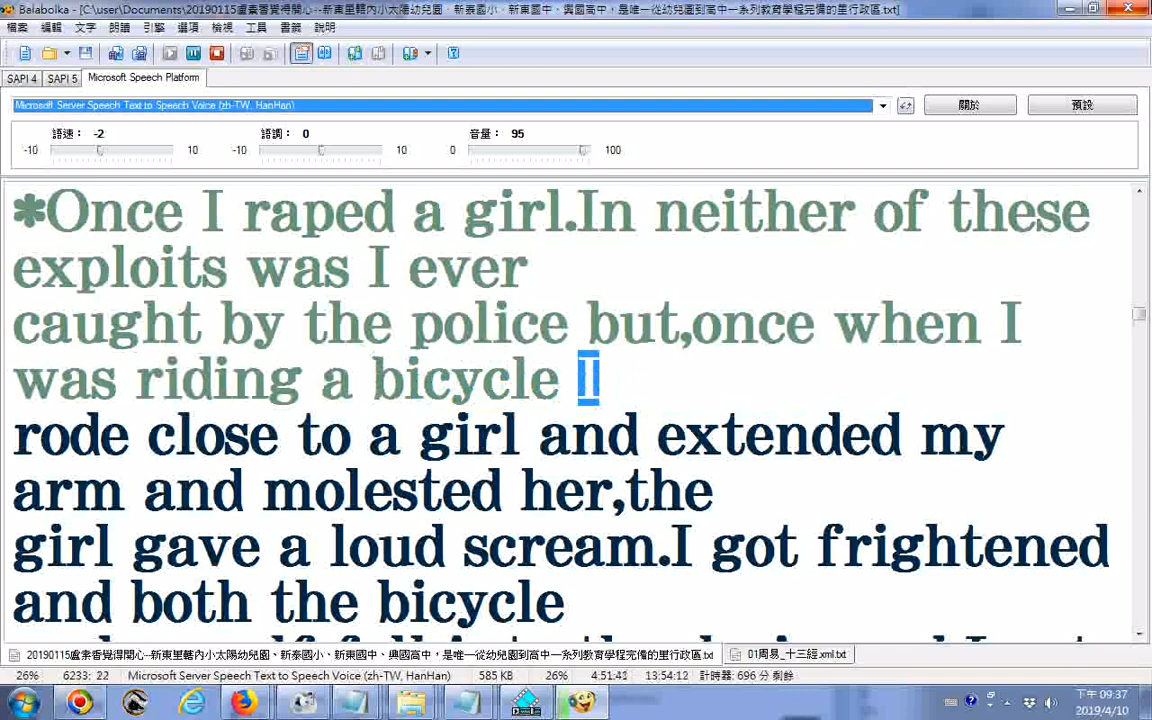 Balabolka - [C:\user\Documents\20190115盧素香覺得開心--新東里轄內小太陽幼兒園、新泰國小、新東國中、興國高中，是唯一從幼兒園到高中一系列教育學程完備的里行政區.txt]
檔案 編輯 文字 朗讀 引擎 選項 檢視 工具 書籤 說明
SAPI 4 SAPI 5 Microsoft Speech Platform
Microsoft Server Speech Text to Speech Voice (zh-TW, HanHan) 關於 預設
語速： -2 語調： 0 音量： 95
-10 10 -10 10 0 100
*Once I raped a girl.In neither of these
exploits was I ever
caught by the police but,once when I
was riding a bicycle I
rode close to a girl and extended my
arm and molested her,the
girl gave a loud scream.I got frightened
and both the bicycle
20190115盧素香覺得開心--新東里轄內小太陽幼兒園、新泰國小、新東國中、興國高中，是唯一從幼兒園到高中一系列教育學程完備的里行政區.txt 01周易_十三經.xml.txt
26% 6233: 22 Microsoft Server Speech Text to Speech Voice (zh-TW, HanHan) 585 KB 26% 4:51:41 13:54:12 計時器: 696 分 剩餘
下午 09:37
2019/4/10